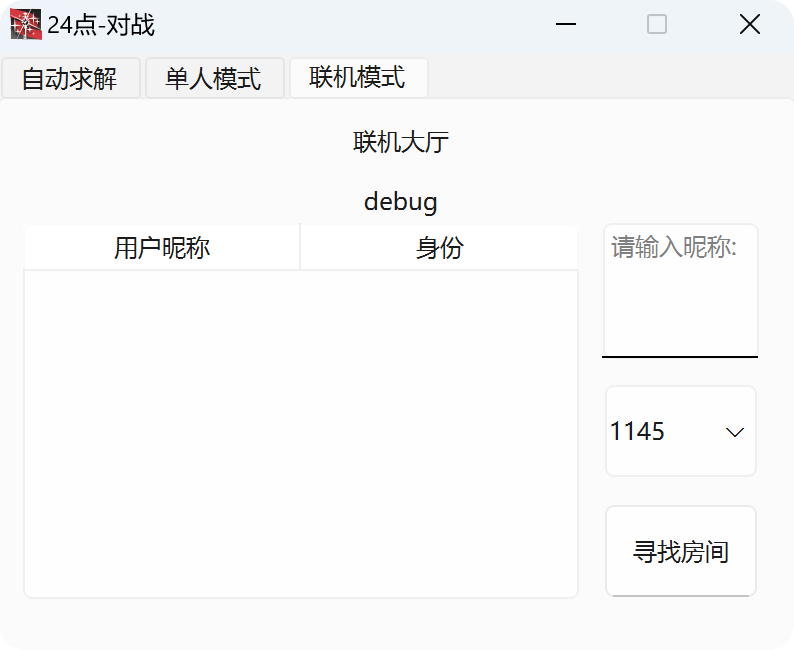 24点-对战
自动求解 单人模式 联机模式
联机大厅
debug
用户昵称 身份
请输入昵称:
1145
寻找房间